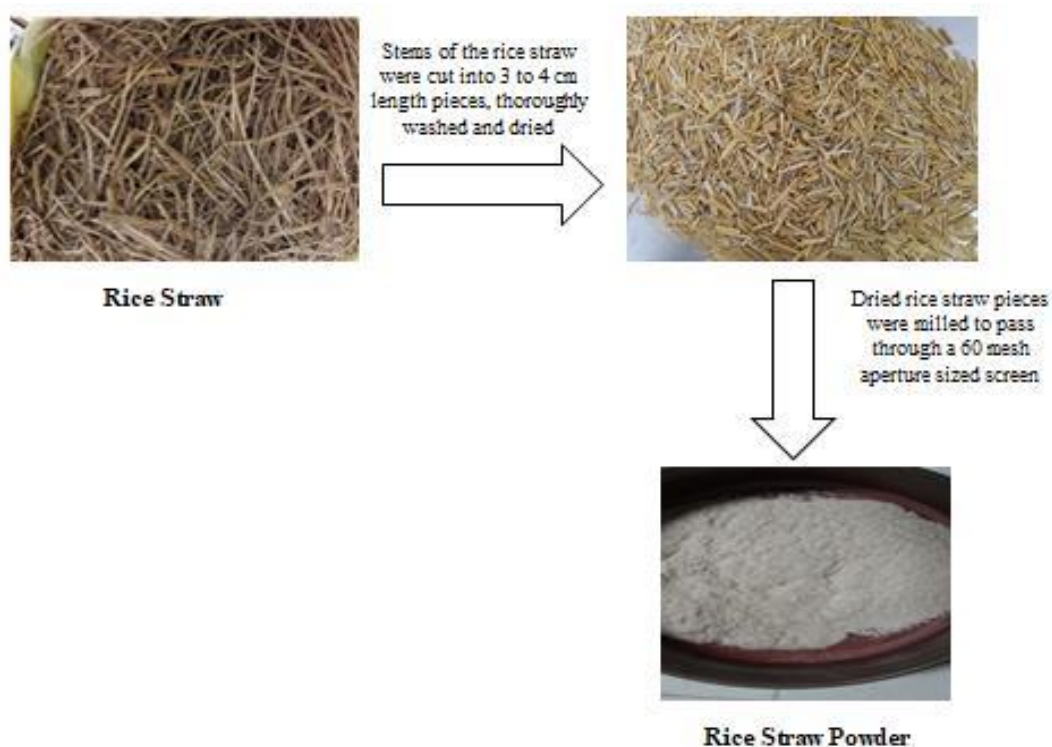 Stems of the rice straw
were cut into 3 to 4 cm
length pieces, thoroughly
washed and dried
Rice Straw
Dried rice straw pieces
were milled to pass
through a 60 mesh
aperture sized screen
Rice Straw Powder